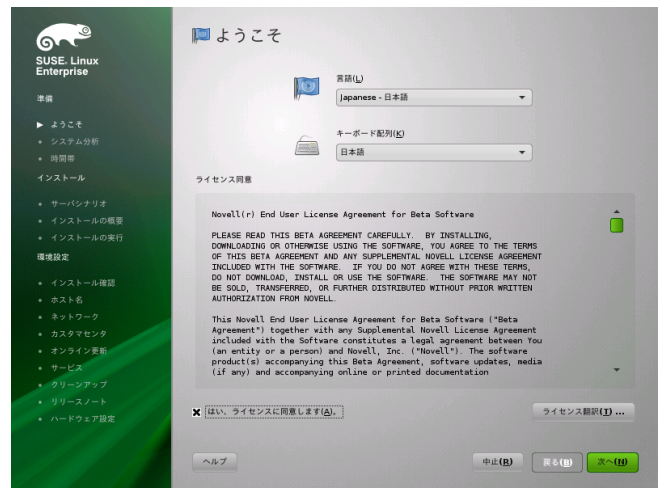 SUSE® Linux
Enterprise
準備
ようこそ
システム分析
時間帯
インストール
サーバシナリオ
インストールの概要
インストールの実行
環境設定
インストール確認
ホスト名
ネットワーク
カスタマセンタ
オンライン更新
サービス
クリーンアップ
リリースノート
ハードウェア設定
ようこそ
言語(L)
Japanese - 日本語
キーボード配列(K)
日本語
ライセンス同意
Novell(r) End User License Agreement for Beta Software
PLEASE READ THIS BETA AGREEMENT CAREFULLY. BY INSTALLING,
DOWNLOADING OR OTHERWISE USING THE SOFTWARE, YOU AGREE TO THE TERMS
OF THIS BETA AGREEMENT AND ANY SUPPLEMENTAL NOVELL LICENSE AGREEMENT
INCLUDED WITH THE SOFTWARE. IF YOU DO NOT AGREE WITH THESE TERMS,
DO NOT DOWNLOAD, INSTALL OR USE THE SOFTWARE. THE SOFTWARE MAY NOT
BE SOLD, TRANSFERRED, OR FURTHER DISTRIBUTED WITHOUT PRIOR WRITTEN
AUTHORIZATION FROM NOVELL.
This Novell End User License Agreement for Beta Software ("Beta
Agreement") together with any Supplemental Novell License Agreement
included with the Software constitutes a legal agreement between You
(an entity or a person) and Novell, Inc. ("Novell"). The software
product(s) accompanying this Beta Agreement, software updates, media
(if any) and accompanying online or printed documentation
はい、ライセンスに同意します(A)。
ライセンス翻訳(T) ...
ヘルプ
中止(R)
戻る(B)
次へ(N)